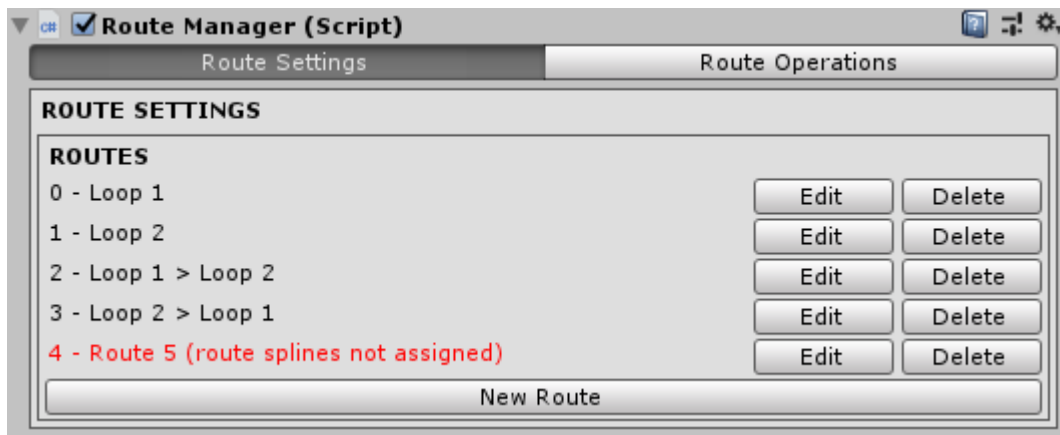 Route Manager (Script)
Route Settings Route Operations
ROUTE SETTINGS
ROUTES
0 - Loop 1 Edit Delete
1 - Loop 2 Edit Delete
2 - Loop 1 > Loop 2 Edit Delete
3 - Loop 2 > Loop 1 Edit Delete
4 - Route 5 (route splines not assigned) Edit Delete
New Route